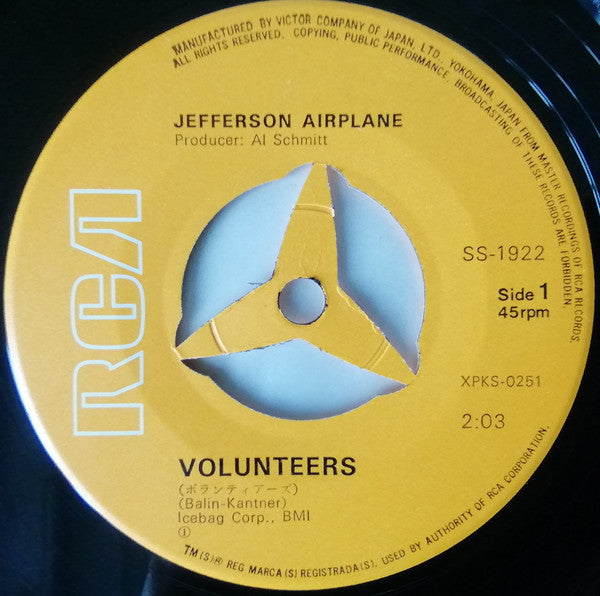 MANUFACTURED BY VICTOR COMPANY OF JAPAN, LTD., YOKOHAMA, JAPAN FROM MASTER RECORDINGS OF RCA RECORDS.
ALL RIGHTS RESERVED. COPYING, PUBLIC PERFORMANCE, BROADCASTING OF THESE RECORDS ARE FORBIDDEN.
JEFFERSON AIRPLANE
Producer: Al Schmitt
RCA
SS-1922
Side 1
45rpm
XPKS-0251
2:03
VOLUNTEERS
(ボランティアーズ)
(Balin-Kantner)
Icebag Corp., BMI
TM(S)® REG MARCA(S) REGISTRADA(S). USED BY AUTHORITY OF RCA CORPORATION.